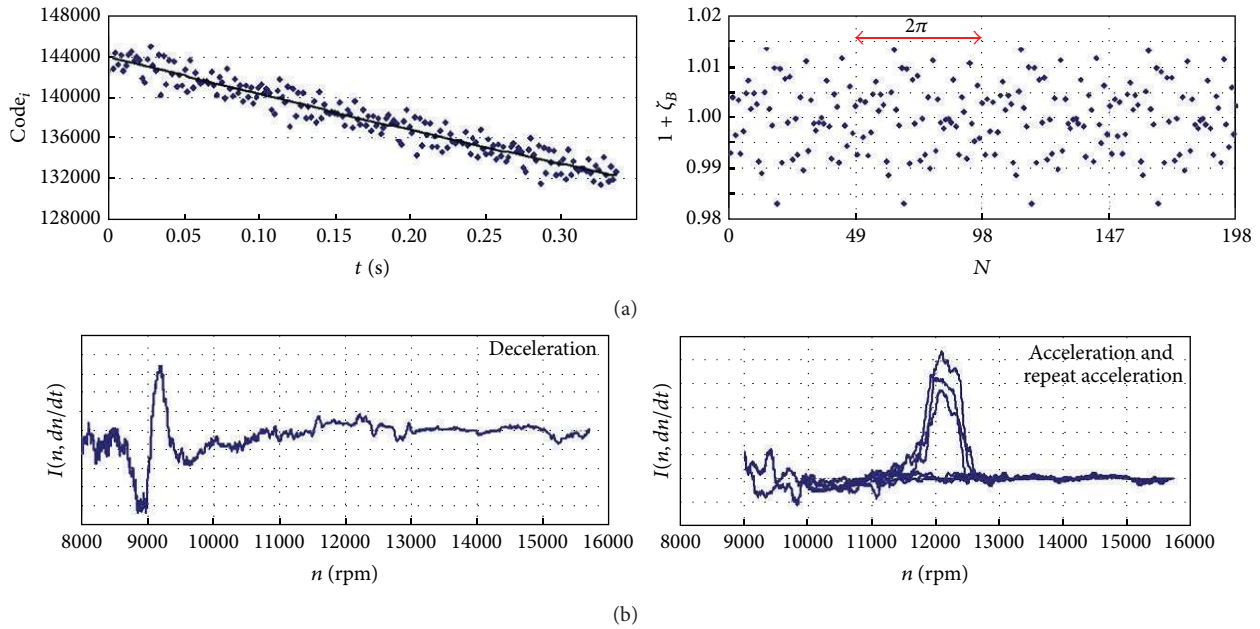 148000
144000
140000
136000
132000
128000
Code_i
0 0.05 0.10 0.15 0.20 0.25 0.30
t (s)
1.02
1.01
1.00
0.99
0.98
1 + ζ_B
2π
0 49 98 147 198
N
(a)
Deceleration
I(n, dn/dt)
8000 9000 10000 11000 12000 13000 14000 15000 16000
n (rpm)
Acceleration and
repeat acceleration
I(n, dn/dt)
8000 9000 10000 11000 12000 13000 14000 15000 16000
n (rpm)
(b)